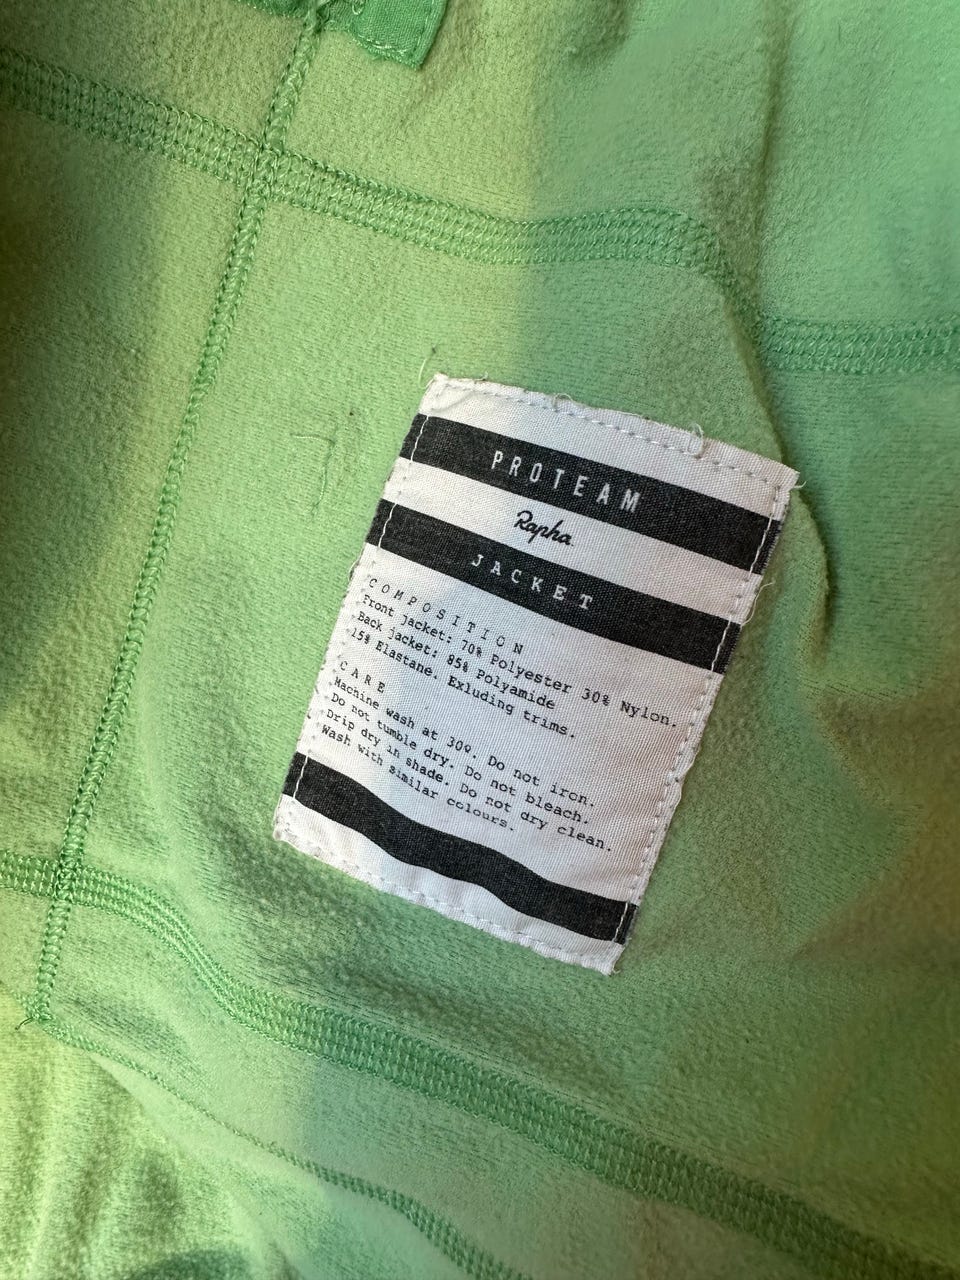 PROTEAM
Rapha
JACKET
COMPOSITION
Front jacket: 70% Polyester 30% Nylon.
Back jacket: 85% Polyamide
15% Elastane. Exluding trims.
CARE
Machine wash at 30º. Do not iron.
Do not tumble dry. Do not bleach.
Drip dry in shade. Do not dry clean.
Wash with similar colours.